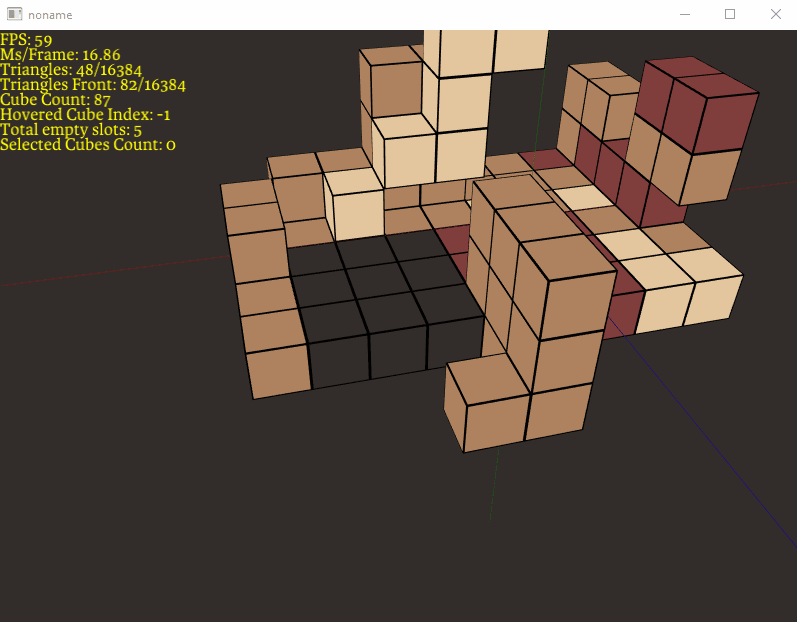 noname
FPS: 59
Ms/Frame: 16.86
Triangles: 48/16384
Triangles Front: 82/16384
Cube Count: 87
Hovered Cube Index: -1
Total empty slots: 5
Selected Cubes Count: 0